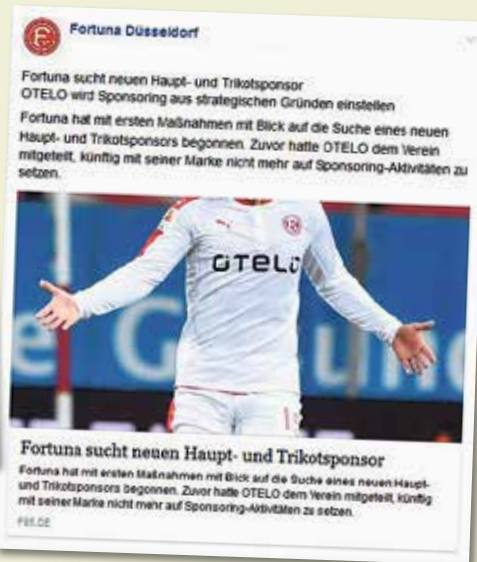 Fortuna Düsseldorf
Fortuna sucht neuen Haupt- und Trikotsponsor
OTELO wird Sponsoring aus strategischen Gründen einstellen
Fortuna hat mit ersten Maßnahmen mit Blick auf die Suche eines neuen
Haupt- und Trikotsponsors begonnen. Zuvor hatte OTELO dem Verein
mitgeteilt, künftig mit seiner Marke nicht mehr auf Sponsoring-Aktivitäten zu
setzen.
OTELO
Fortuna sucht neuen Haupt- und Trikotsponsor
Fortuna hat mit ersten Maßnahmen mit Blick auf die Suche eines neuen Haupt-
und Trikotsponsors begonnen. Zuvor hatte OTELO dem Verein mitgeteilt, künftig
mit seiner Marke nicht mehr auf Sponsoring-Aktivitäten zu setzen.
F95.DE